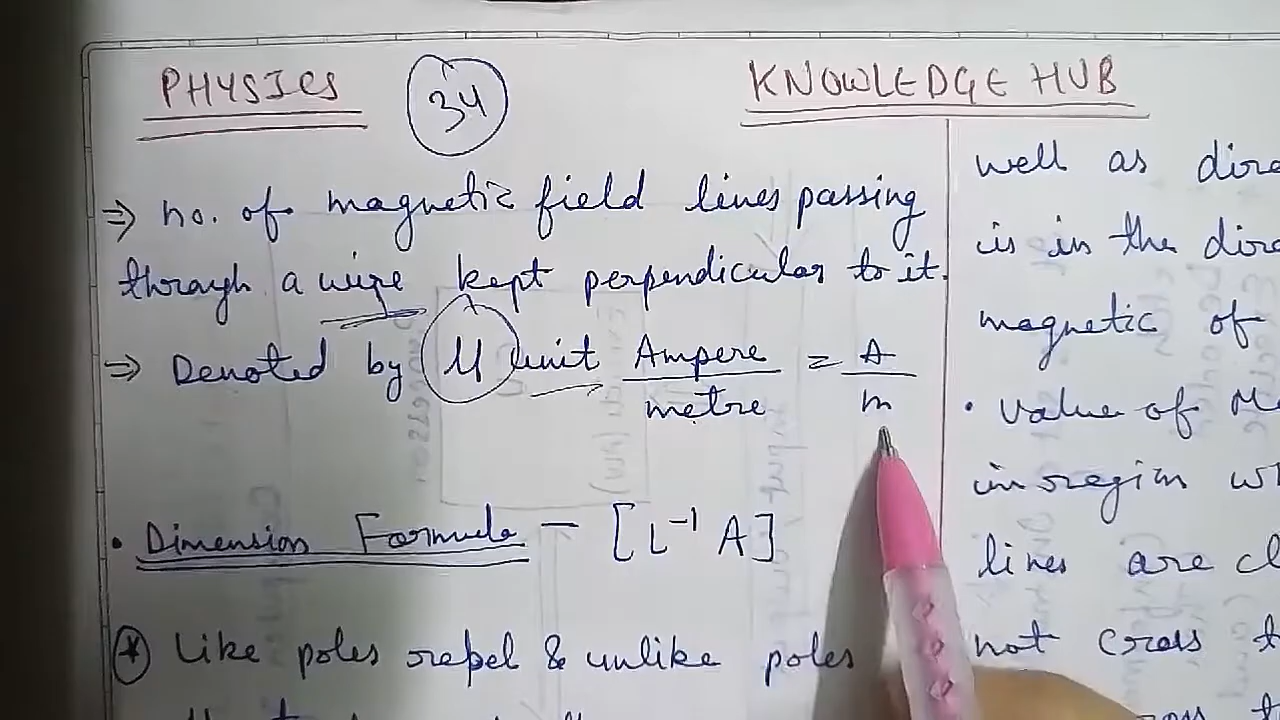 PHYSICS
34
KNOWLEDGE HUB
⇒ no. of magnetic field lines passing
through a wire kept perpendicular to it.
⇒ Denoted by H unit Ampere/metre = A/m
• Dimension Formula - [L⁻¹ A]
⊛ Like poles repel & unlike poles
well as
is in the
magnetic of
• value of
in region
lines are
not cross